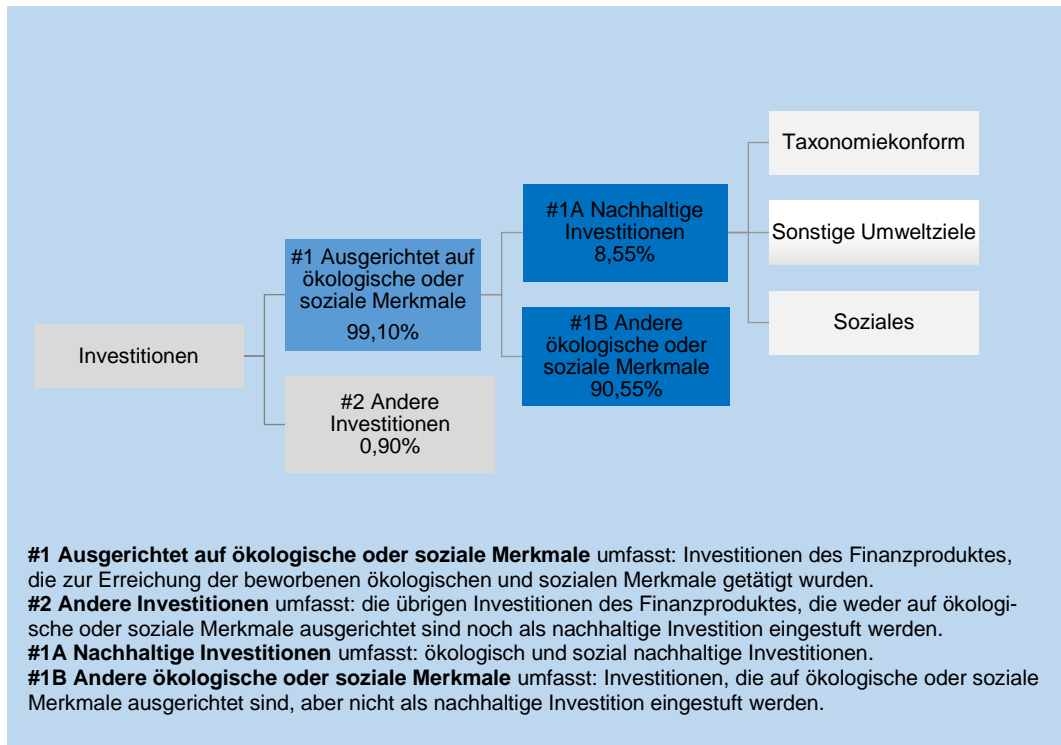 Investitionen
#1 Ausgerichtet auf
ökologische oder
soziale Merkmale
99,10%
#2 Andere
Investitionen
0,90%
#1A Nachhaltige
Investitionen
8,55%
#1B Andere
ökologische oder
soziale Merkmale
90,55%
Taxonomiekonform
Sonstige Umweltziele
Soziales
#1 Ausgerichtet auf ökologische oder soziale Merkmale umfasst: Investitionen des Finanzproduktes,
die zur Erreichung der beworbenen ökologischen und sozialen Merkmale getätigt wurden.
#2 Andere Investitionen umfasst: die übrigen Investitionen des Finanzproduktes, die weder auf ökologi-
sche oder soziale Merkmale ausgerichtet sind noch als nachhaltige Investition eingestuft werden.
#1A Nachhaltige Investitionen umfasst: ökologisch und sozial nachhaltige Investitionen.
#1B Andere ökologische oder soziale Merkmale umfasst: Investitionen, die auf ökologische oder soziale
Merkmale ausgerichtet sind, aber nicht als nachhaltige Investition eingestuft werden.